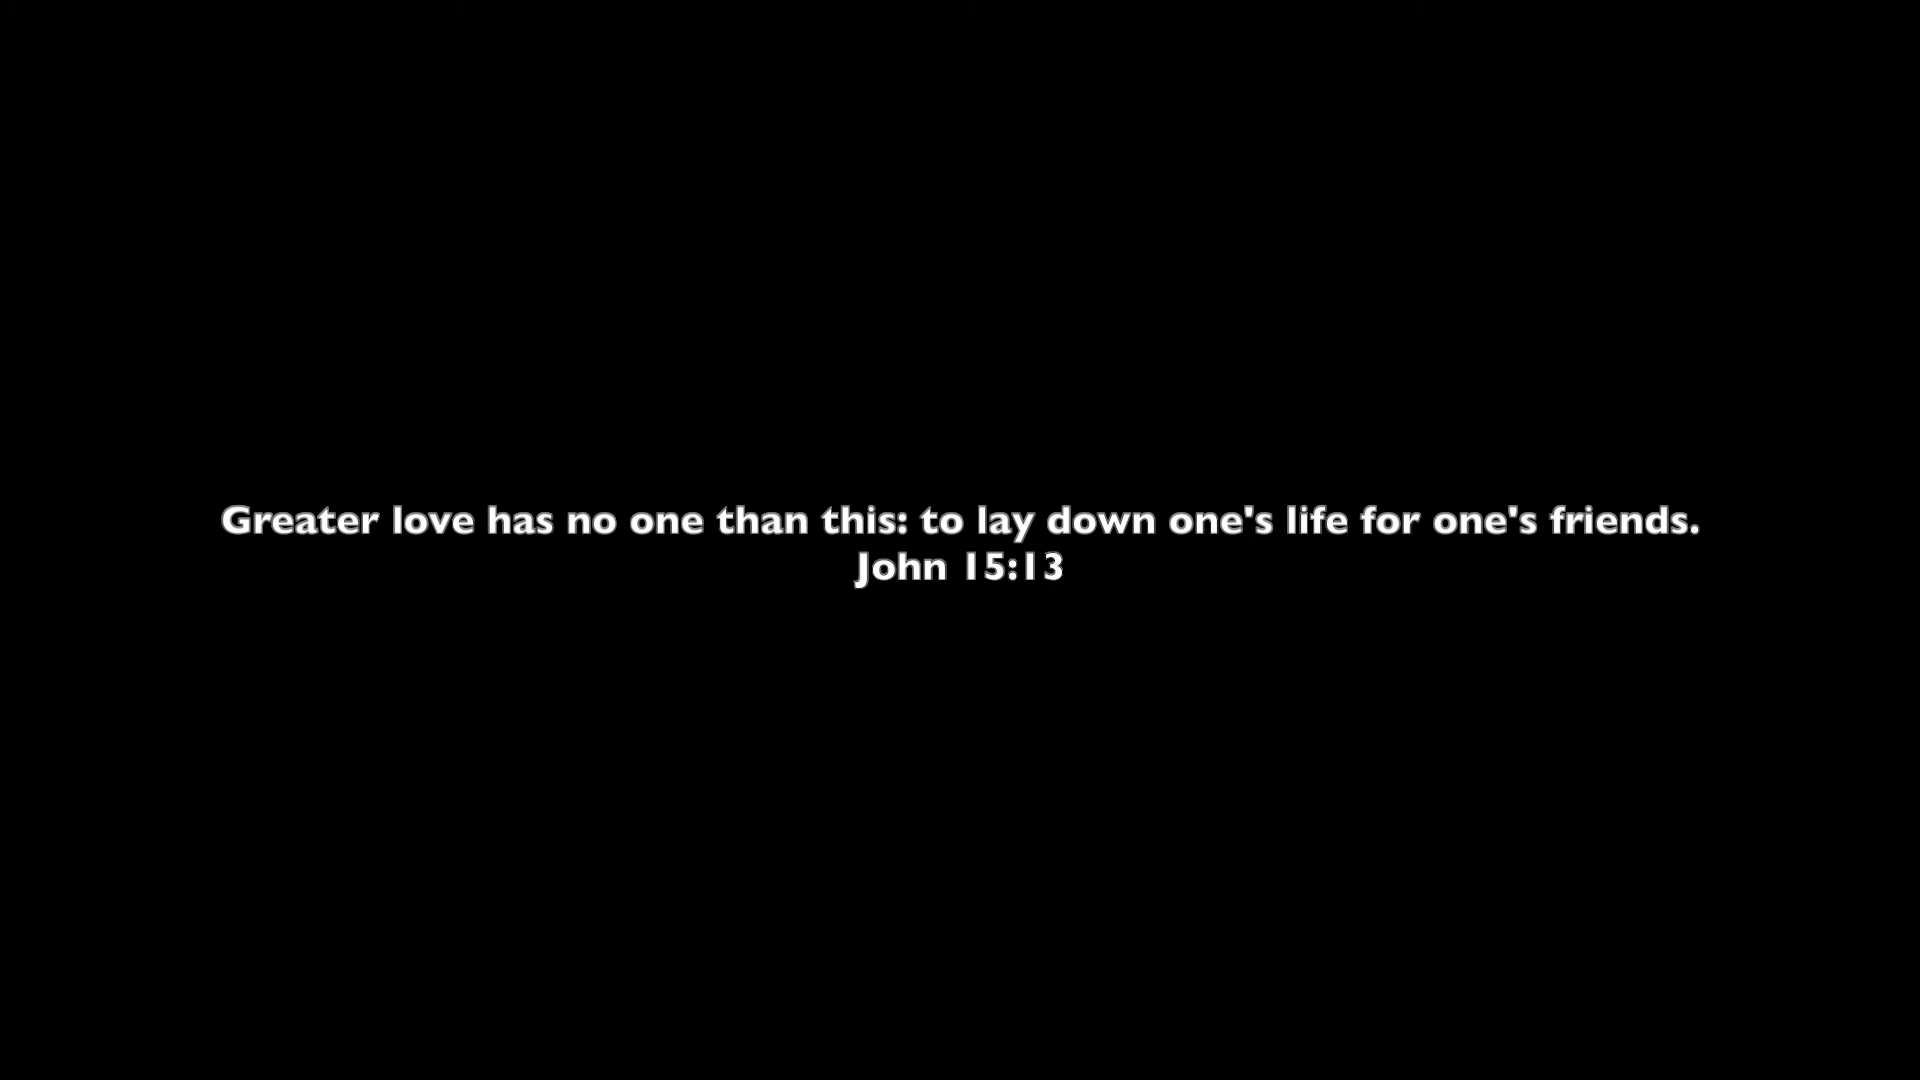 Greater love has no one than this: to lay down one's life for one's friends.
John 15:13